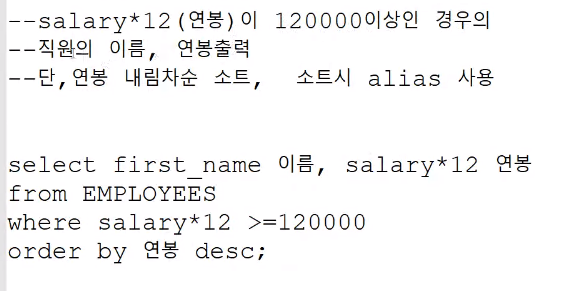 --salary*12(연봉)이 120000이상인 경우의
--직원의 이름, 연봉출력
--단,연봉 내림차순 소트,  소트시 alias 사용
select first_name 이름, salary*12 연봉
from EMPLOYEES
where salary*12 >=120000
order by 연봉 desc;